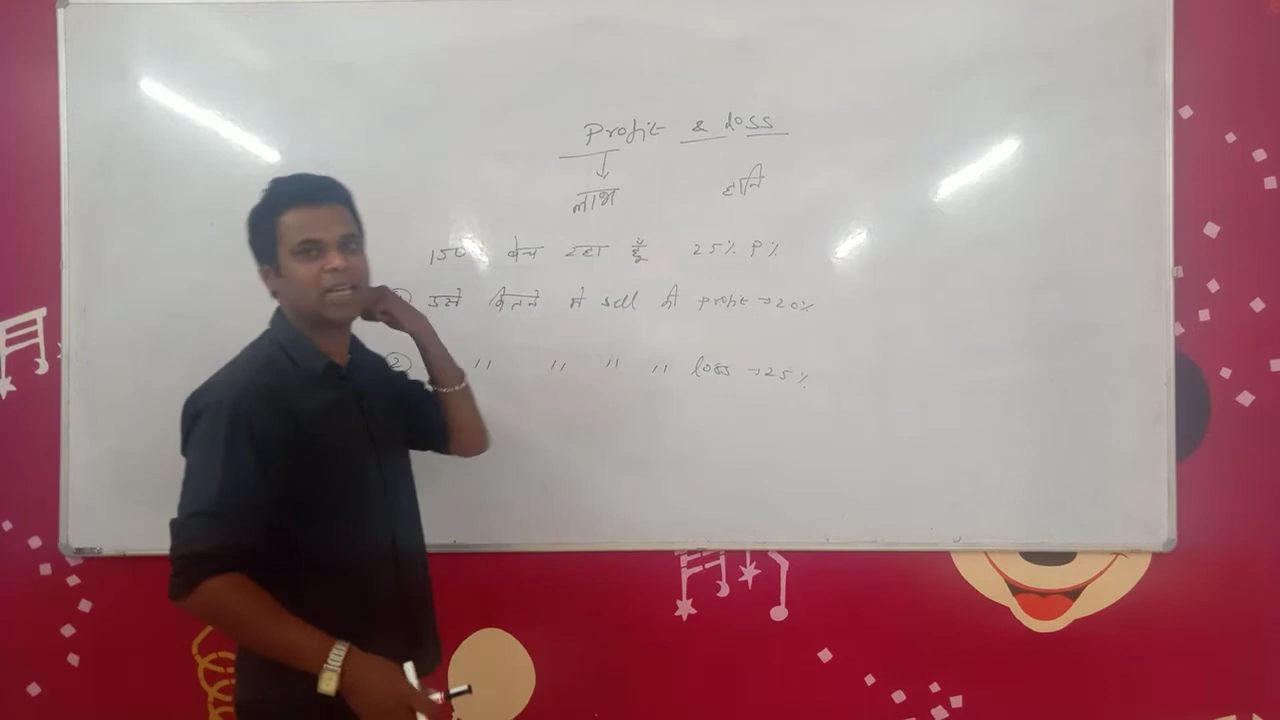 Profit & Loss
लाभ हानि
150 बेच रहा हूँ 25% P%
① उसे कितने में sell की profit → 20%
② " " " " loss → 25%